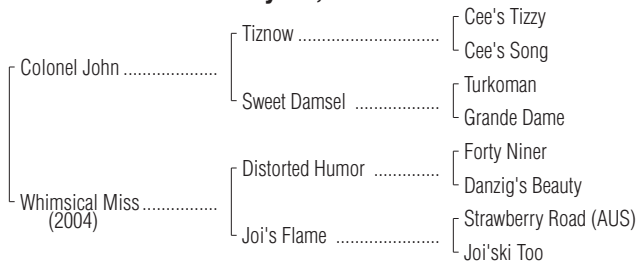 Cee's Tizzy
Tiznow ..............................
Cee's Song
Colonel John ....................
Turkoman
Sweet Damsel ..................
Grande Dame
Forty Niner
Distorted Humor ..............
Danzig's Beauty
Whimsical Miss ................
(2004)
Strawberry Road (AUS)
Joi's Flame ......................
Joi'ski Too